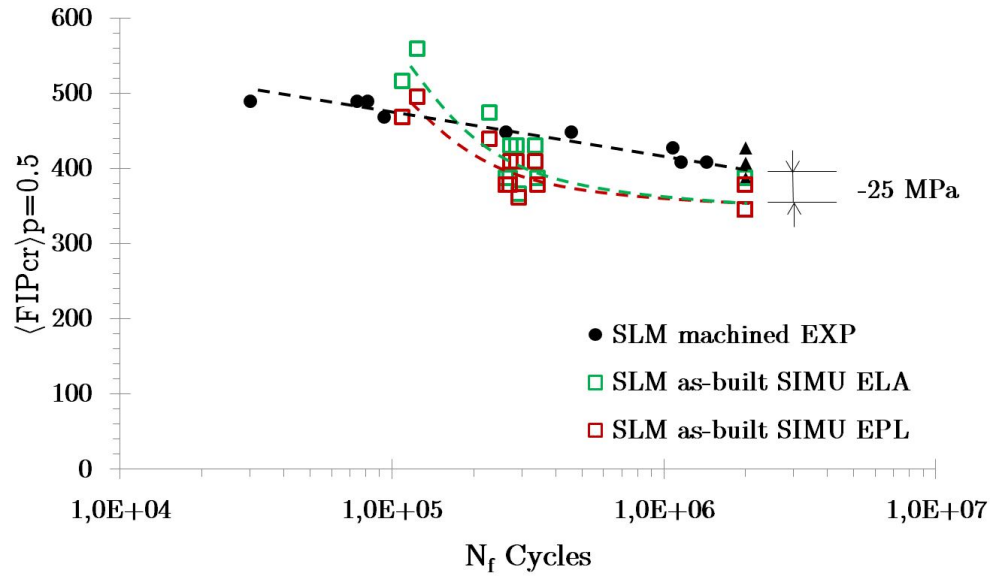 600
500
400
300
200
100
0
⟨FIPcr⟩p=0.5
-25 MPa
SLM machined EXP
SLM as-built SIMU ELA
SLM as-built SIMU EPL
1,0E+04 1,0E+05 1,0E+06 1,0E+07
N_f Cycles